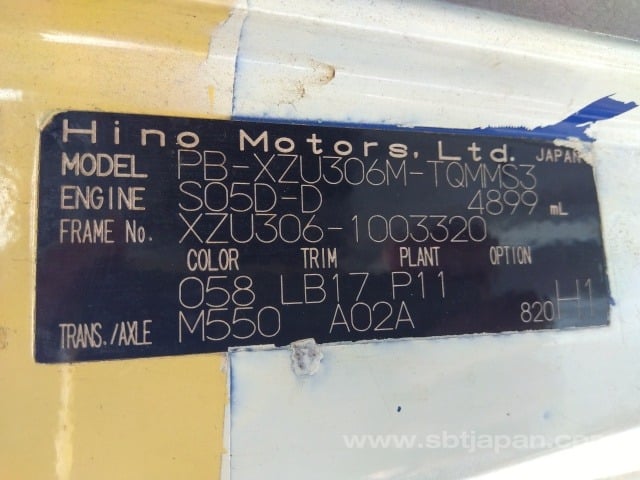 Hino Motors, Ltd. JAPAN
MODEL PB-XZU306M-TQMMS3
ENGINE S05D-D 4899 mL
FRAME No. XZU306-1003320
COLOR TRIM PLANT OPTION
058 LB17 P11
TRANS./AXLE M550 A02A 820 H1
www.sbtjapan.co